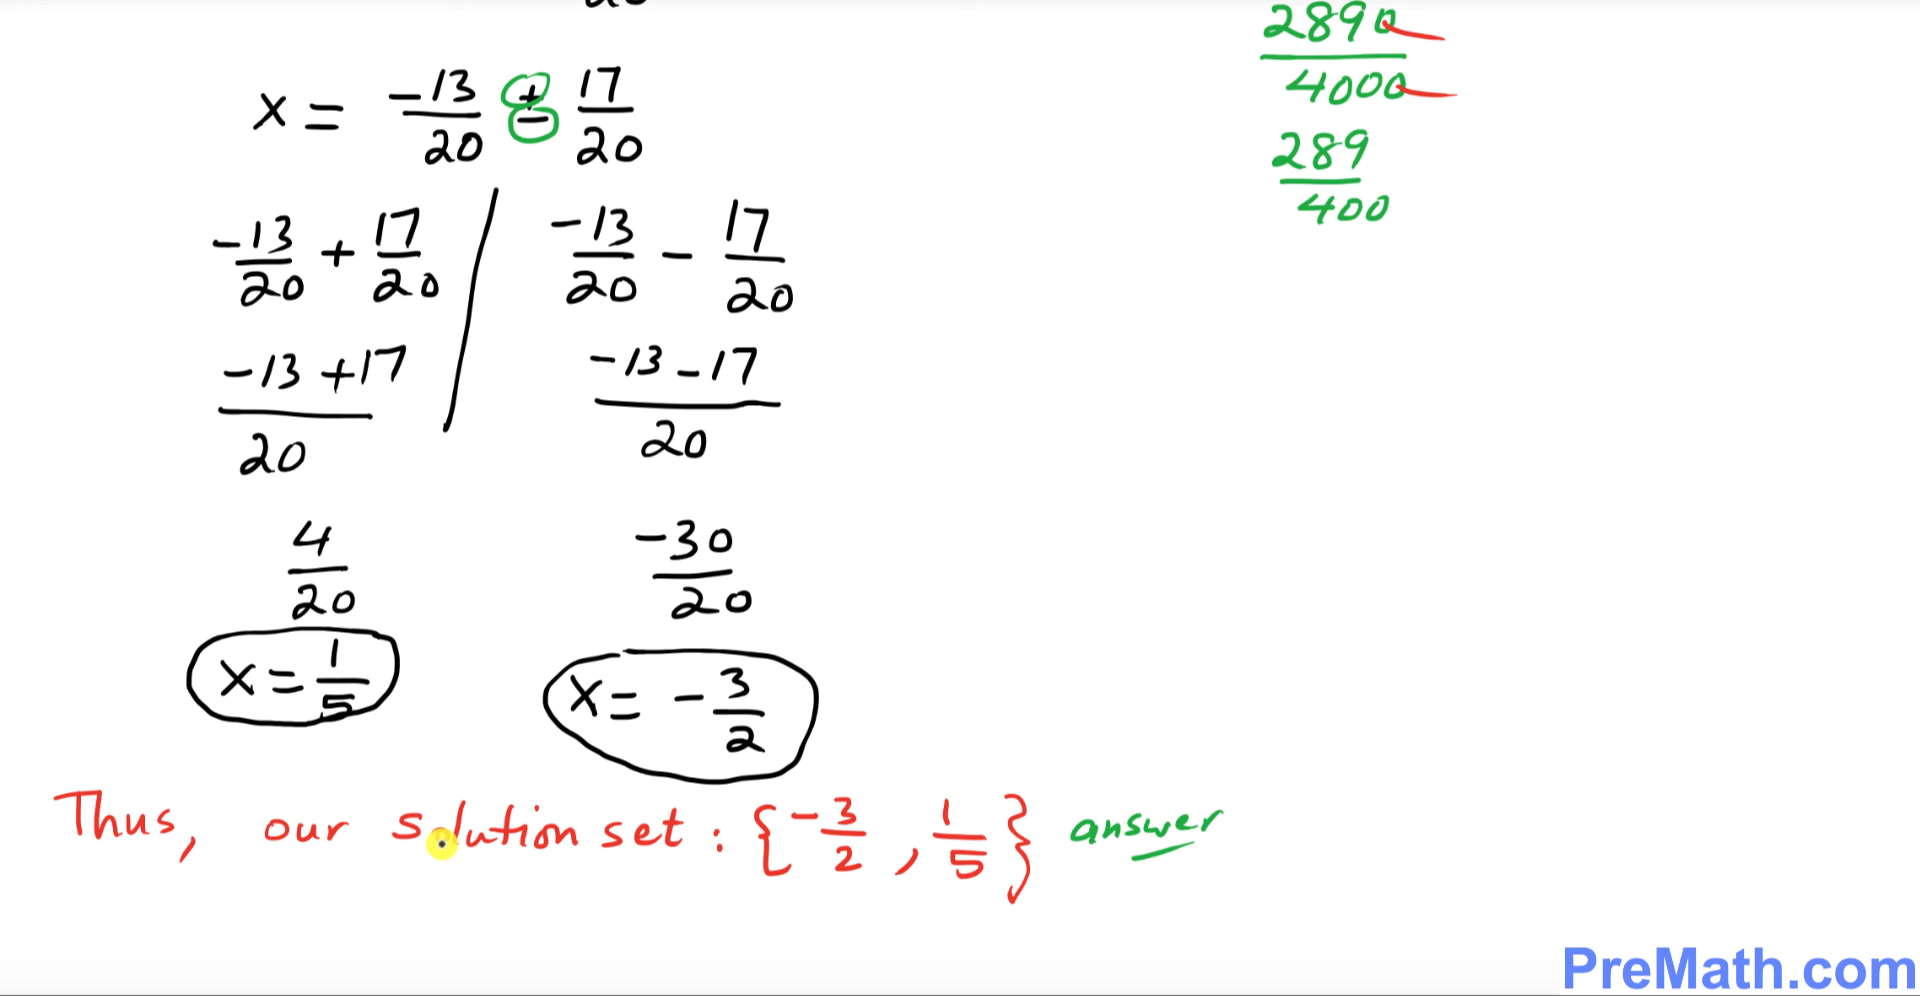 2890
4000
x = -13/20 ± 17/20
289
400
-13/20 + 17/20
-13/20 - 17/20
-13 +17
20
-13 - 17
20
4/20
-30/20
x = 1/5
x = - 3/2
Thus, our solution set : {-3/2 , 1/5} answer
PreMath.com